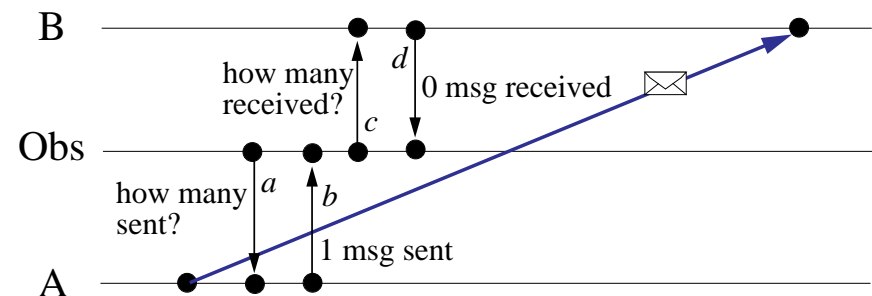 B
how many
received?
d
0 msg received
c
Obs
how many
sent?
a
b
1 msg sent
A